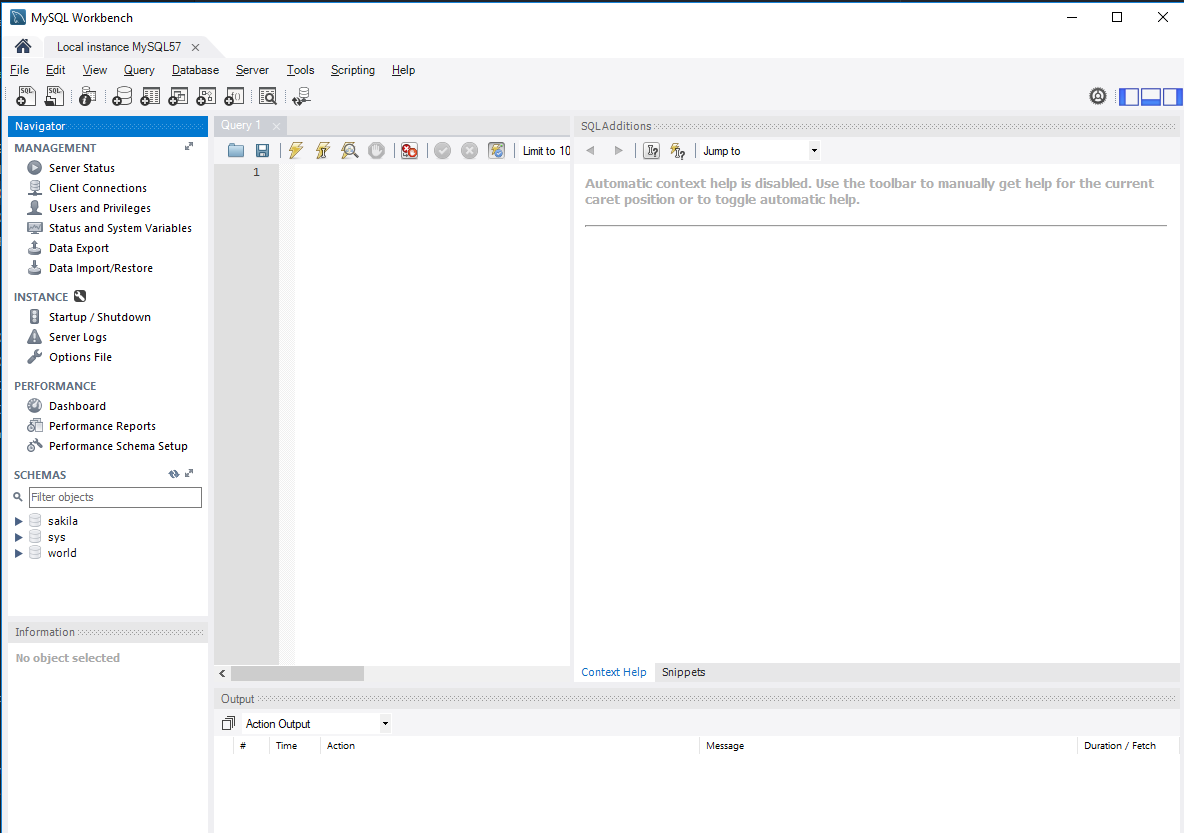 MySQL Workbench
Local instance MySQL57
File Edit View Query Database Server Tools Scripting Help
SQL SQL
Navigator
MANAGEMENT
Server Status
Client Connections
Users and Privileges
Status and System Variables
Data Export
Data Import/Restore
INSTANCE
Startup / Shutdown
Server Logs
Options File
PERFORMANCE
Dashboard
Performance Reports
Performance Schema Setup
SCHEMAS
Filter objects
sakila
sys
world
Information
No object selected
Query 1
Limit to 10
1
SQLAdditions
Jump to
Automatic context help is disabled. Use the toolbar to manually get help for the current
caret position or to toggle automatic help.
Context Help Snippets
Output
Action Output
# Time Action Message Duration / Fetch